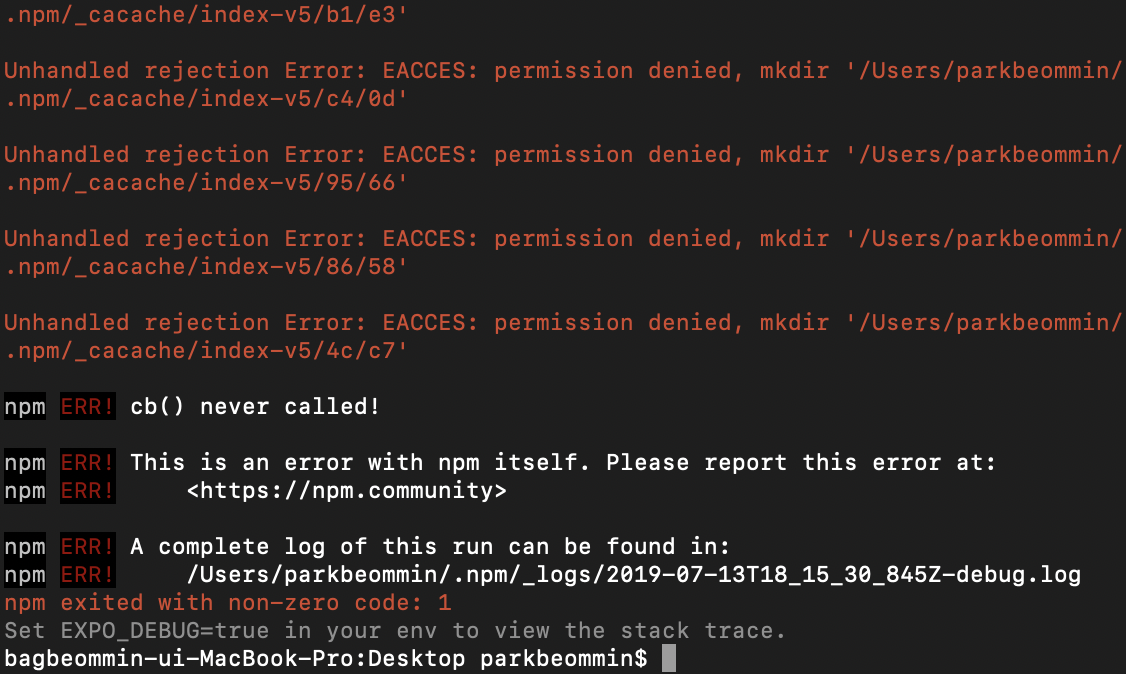 .npm/_cacache/index-v5/b1/e3'
Unhandled rejection Error: EACCES: permission denied, mkdir '/Users/parkbeommin/
.npm/_cacache/index-v5/c4/0d'
Unhandled rejection Error: EACCES: permission denied, mkdir '/Users/parkbeommin/
.npm/_cacache/index-v5/95/66'
Unhandled rejection Error: EACCES: permission denied, mkdir '/Users/parkbeommin/
.npm/_cacache/index-v5/86/58'
Unhandled rejection Error: EACCES: permission denied, mkdir '/Users/parkbeommin/
.npm/_cacache/index-v5/4c/c7'
npm ERR! cb() never called!
npm ERR! This is an error with npm itself. Please report this error at:
npm ERR!     <https://npm.community>
npm ERR! A complete log of this run can be found in:
npm ERR!     /Users/parkbeommin/.npm/_logs/2019-07-13T18_15_30_845Z-debug.log
npm exited with non-zero code: 1
Set EXPO_DEBUG=true in your env to view the stack trace.
bagbeommin-ui-MacBook-Pro:Desktop parkbeommin$